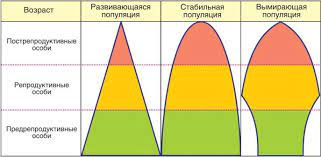 Возраст
Развивающаяся
популяция
Стабильная
популяция
Вымирающая
популяция
Пострепродуктивные
особи
Репродуктивные
особи
Предрепродуктивные
особи